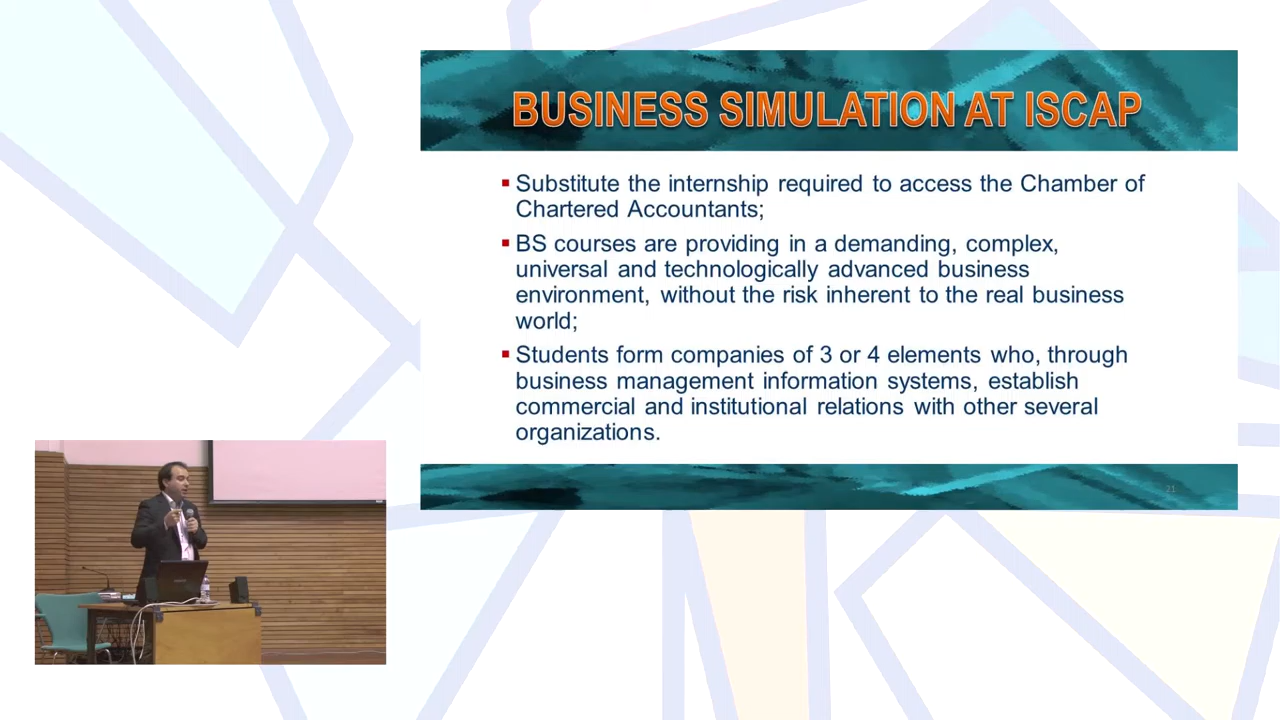 BUSINESS SIMULATION AT ISCAP
▪ Substitute the internship required to access the Chamber of
Chartered Accountants;
▪ BS courses are providing in a demanding, complex,
universal and technologically advanced business
environment, without the risk inherent to the real business
world;
▪ Students form companies of 3 or 4 elements who, through
business management information systems, establish
commercial and institutional relations with other several
organizations.
21